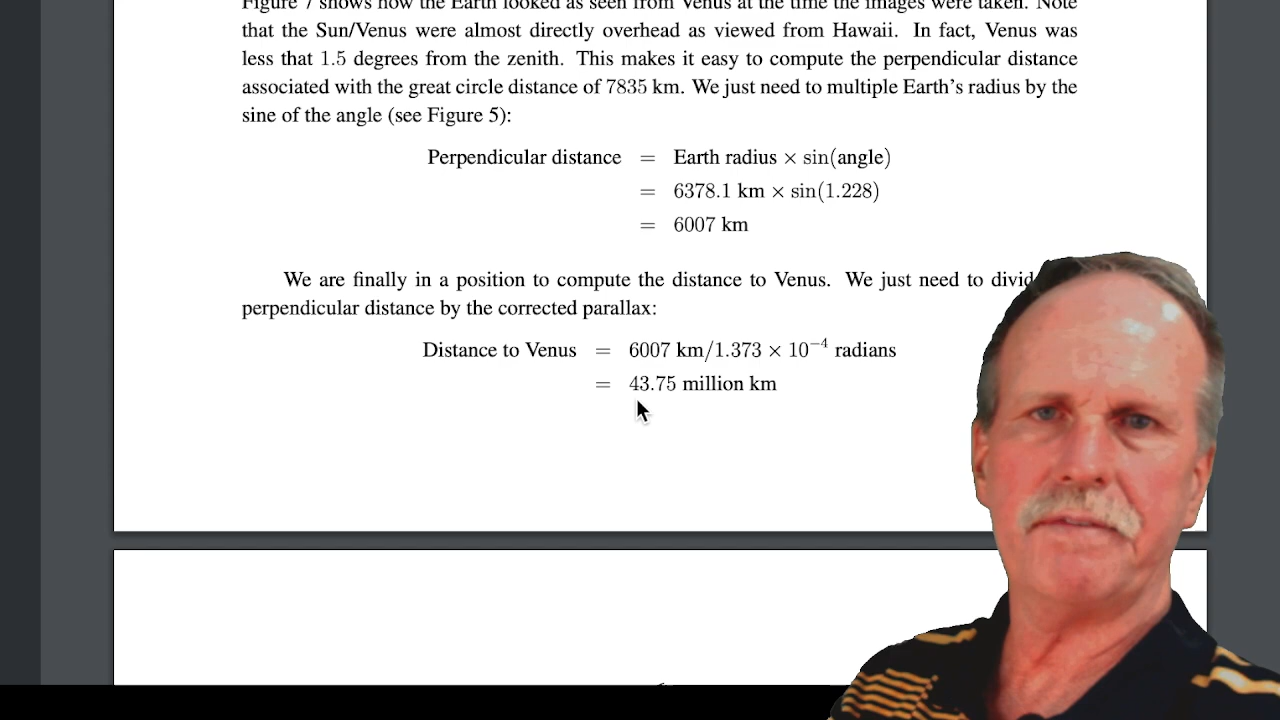 Figure 7 shows how the Earth looked as seen from Venus at the time the images were taken. Note
that the Sun/Venus were almost directly overhead as viewed from Hawaii. In fact, Venus was
less that 1.5 degrees from the zenith. This makes it easy to compute the perpendicular distance
associated with the great circle distance of 7835 km. We just need to multiple Earth's radius by the
sine of the angle (see Figure 5):
Perpendicular distance = Earth radius × sin(angle)
= 6378.1 km × sin(1.228)
= 6007 km
We are finally in a position to compute the distance to Venus. We just need to divid
perpendicular distance by the corrected parallax:
Distance to Venus = 6007 km/1.373 × 10⁻⁴ radians
= 43.75 million km